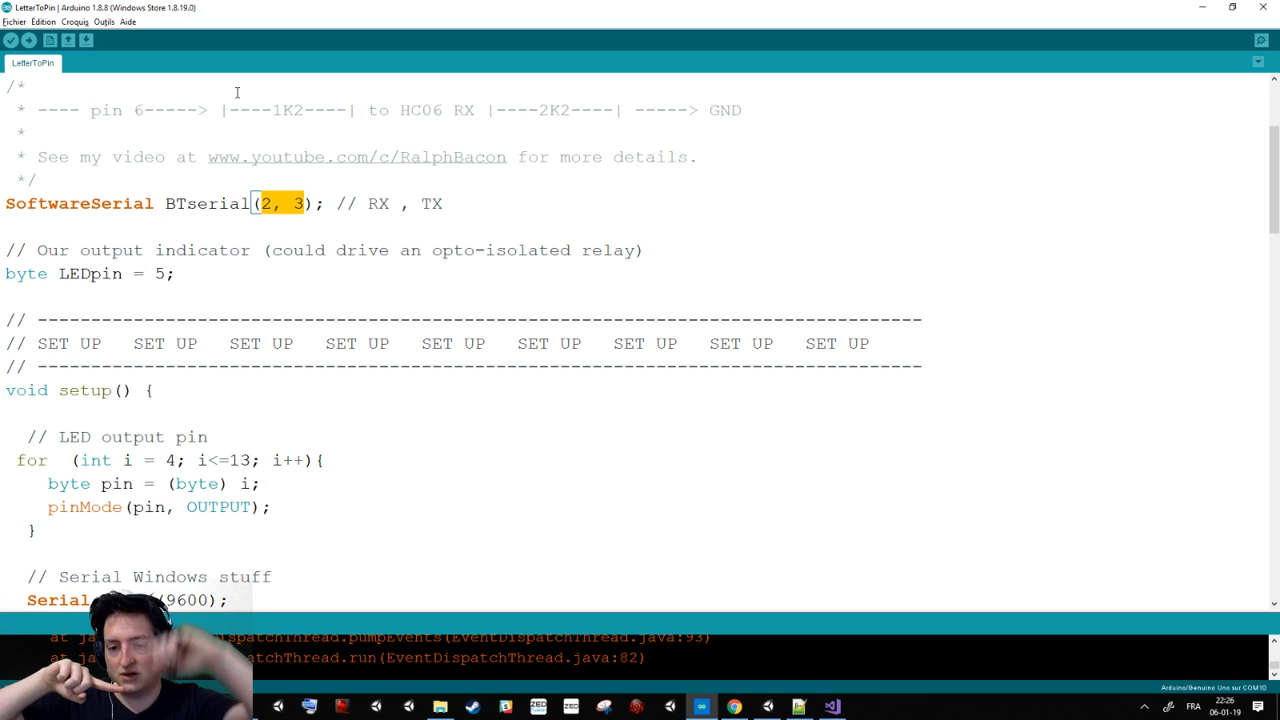 LetterToPin | Arduino 1.8.8 (Windows Store 1.8.19.0)
Fichier Édition Croquis Outils Aide
LetterToPin
/*
* ---- pin 6-----> |----1K2----| to HC06 RX |----2K2----| -----> GND
*
* See my video at www.youtube.com/c/RalphBacon for more details.
*/
SoftwareSerial BTserial(2, 3); // RX , TX
// Our output indicator (could drive an opto-isolated relay)
byte LEDpin = 5;
// -----------------------------------------------------------------------------------
// SET UP SET UP SET UP SET UP SET UP SET UP SET UP SET UP SET UP
// -----------------------------------------------------------------------------------
void setup() {
// LED output pin
for (int i = 4; i<=13; i++){
byte pin = (byte) i;
pinMode(pin, OUTPUT);
}
// Serial Windows stuff
Serial (9600);
at ja DispatchThread.pumpEvents(EventDispatchThread.java:93)
at ja patchThread.run(EventDispatchThread.java:82)
Arduino/Genuino Uno sur COM10
ZED ZED FRA 22:26
06-01-19